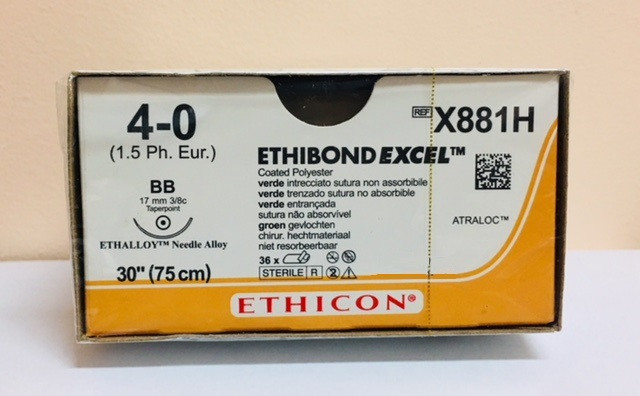 4-0
(1.5 Ph. Eur.)
BB
17 mm 3/8c
Taperpoint
ETHALLOY™ Needle Alloy
30" (75 cm)
REF X881H
ETHIBOND EXCEL™
Coated Polyester
verde intrecciato sutura non assorbibile
verde trenzado sutura no absorbible
verde entrançada
sutura não absorvível
groen gevlochten
chirur. hechtmateriaal
niet resorbeerbaar
36 x
STERILE R 2
ATRALOC™
ETHICON®